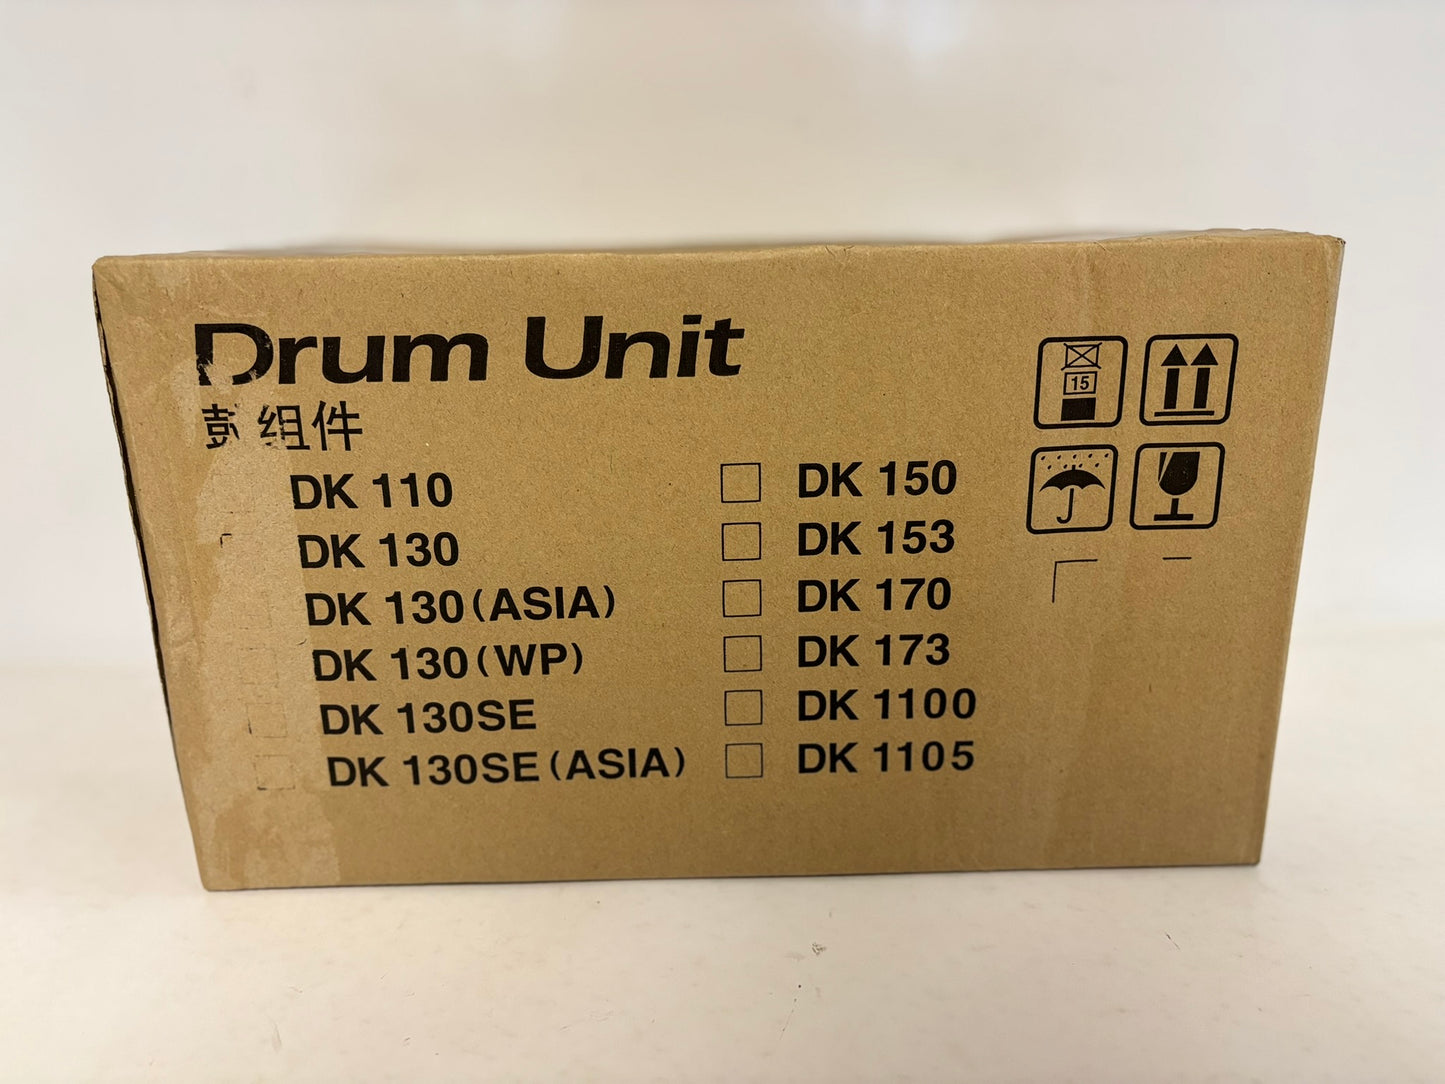 Drum Unit
鼓组件
DK 110
DK 130
DK 130 (ASIA)
DK 130 (WP)
DK 130SE
DK 130SE (ASIA)
DK 150
DK 153
DK 170
DK 173
DK 1100
DK 1105
15